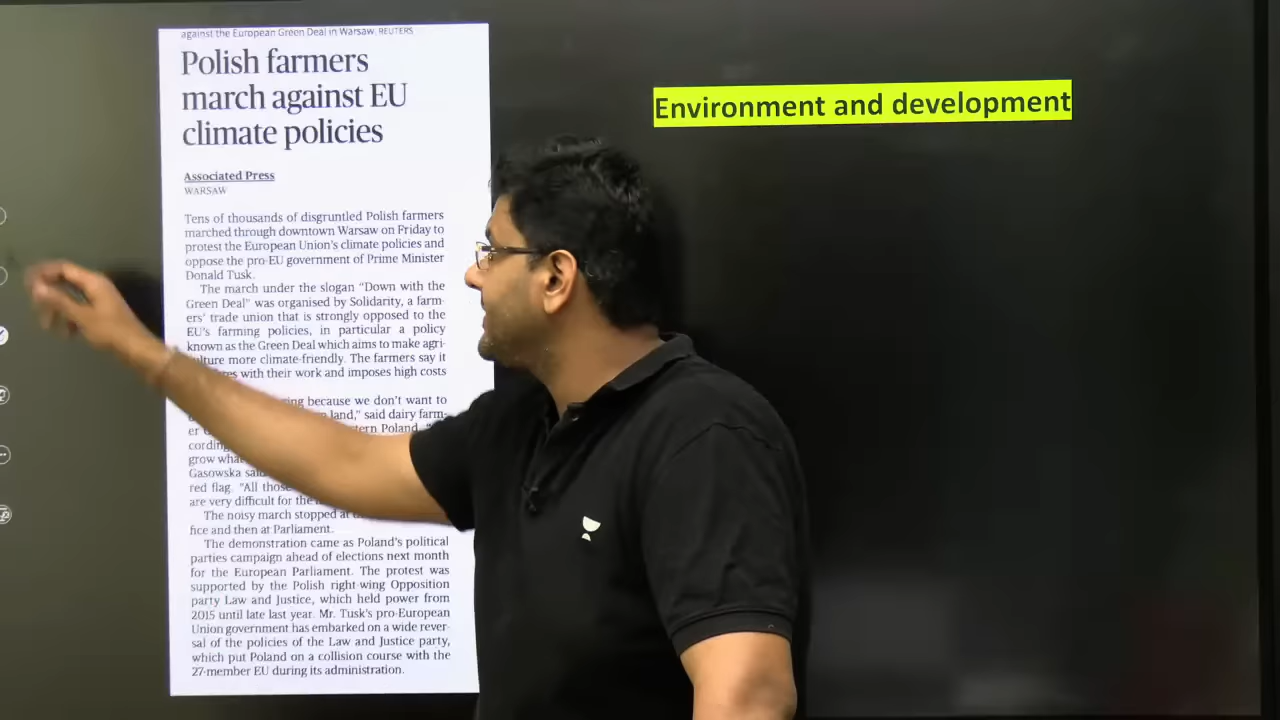 against the European Green Deal in Warsaw. REUTERS
Polish farmers
march against EU
climate policies
Associated Press
WARSAW
Tens of thousands of disgruntled Polish farmers
marched through downtown Warsaw on Friday to
protest the European Union's climate policies and
oppose the pro-EU government of Prime Minister
Donald Tusk.
The march under the slogan "Down with the
Green Deal" was organised by Solidarity, a farm-
ers' trade union that is strongly opposed to the
EU's farming policies, in particular a policy
known as the Green Deal which aims to make agri-
culture more climate-friendly. The farmers say it
with their work and imposes high costs
because we don't want to
land," said dairy farm-
er Poland.
grow
Gasowska
red flag. "All
are very difficult for the
The noisy march stopped at
fice and then at Parliament.
The demonstration came as Poland's political
parties campaign ahead of elections next month
for the European Parliament. The protest was
supported by the Polish right-wing Opposition
party Law and Justice, which held power from
2015 until late last year. Mr. Tusk's pro-European
Union government has embarked on a wide rever-
sal of the policies of the Law and Justice party,
which put Poland on a collision course with the
27-member EU during its administration.
Environment and development